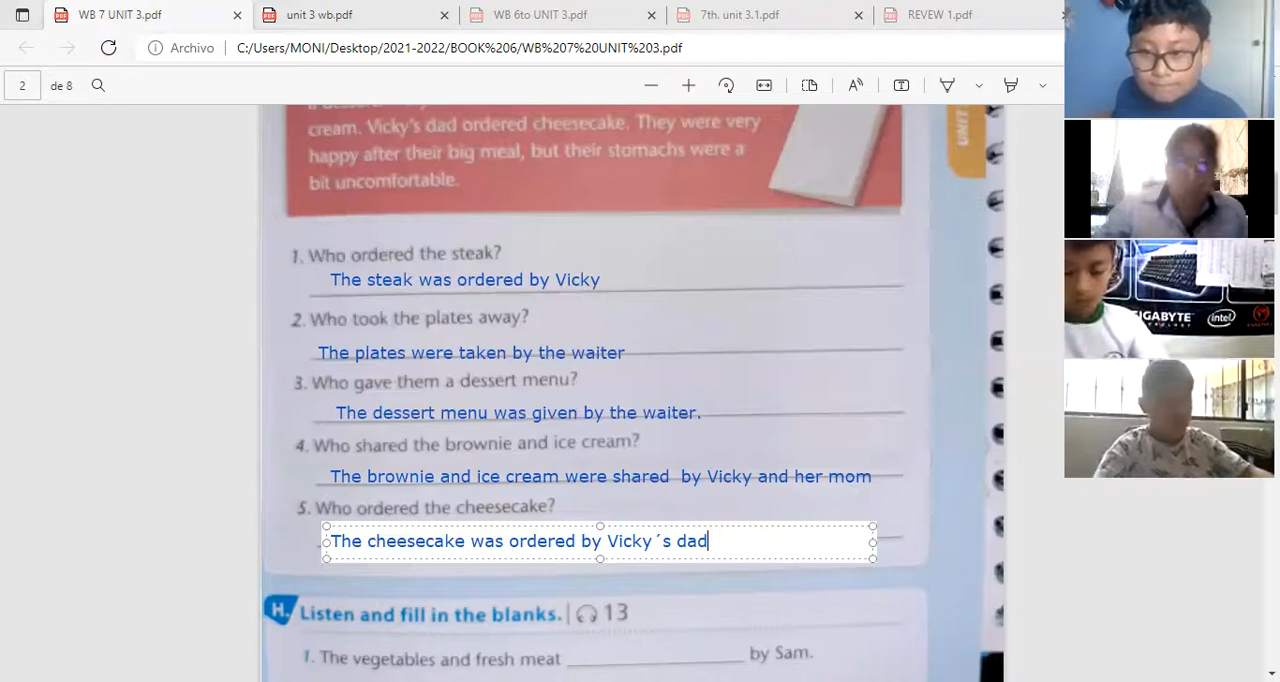 WB 7 UNIT 3.pdf
unit 3 wb.pdf
WB 6to UNIT 3.pdf
7th. unit 3.1.pdf
REVEW 1.pdf
Archivo
C:/Users/MONI/Desktop/2021-2022/BOOK%206/WB%207%20UNIT%203.pdf
2 de 8
cream. Vicky's dad ordered cheesecake. They were very
happy after their big meal, but their stomachs were a
bit uncomfortable.
UNIT
1. Who ordered the steak?
The steak was ordered by Vicky
2. Who took the plates away?
The plates were taken by the waiter
3. Who gave them a dessert menu?
The dessert menu was given by the waiter.
4. Who shared the brownie and ice cream?
The brownie and ice cream were shared  by Vicky and her mom
5. Who ordered the cheesecake?
The cheesecake was ordered by Vicky´s dad
H. Listen and fill in the blanks. 13
1. The vegetables and fresh meat ____________ by Sam.
GIGABYTE
intel